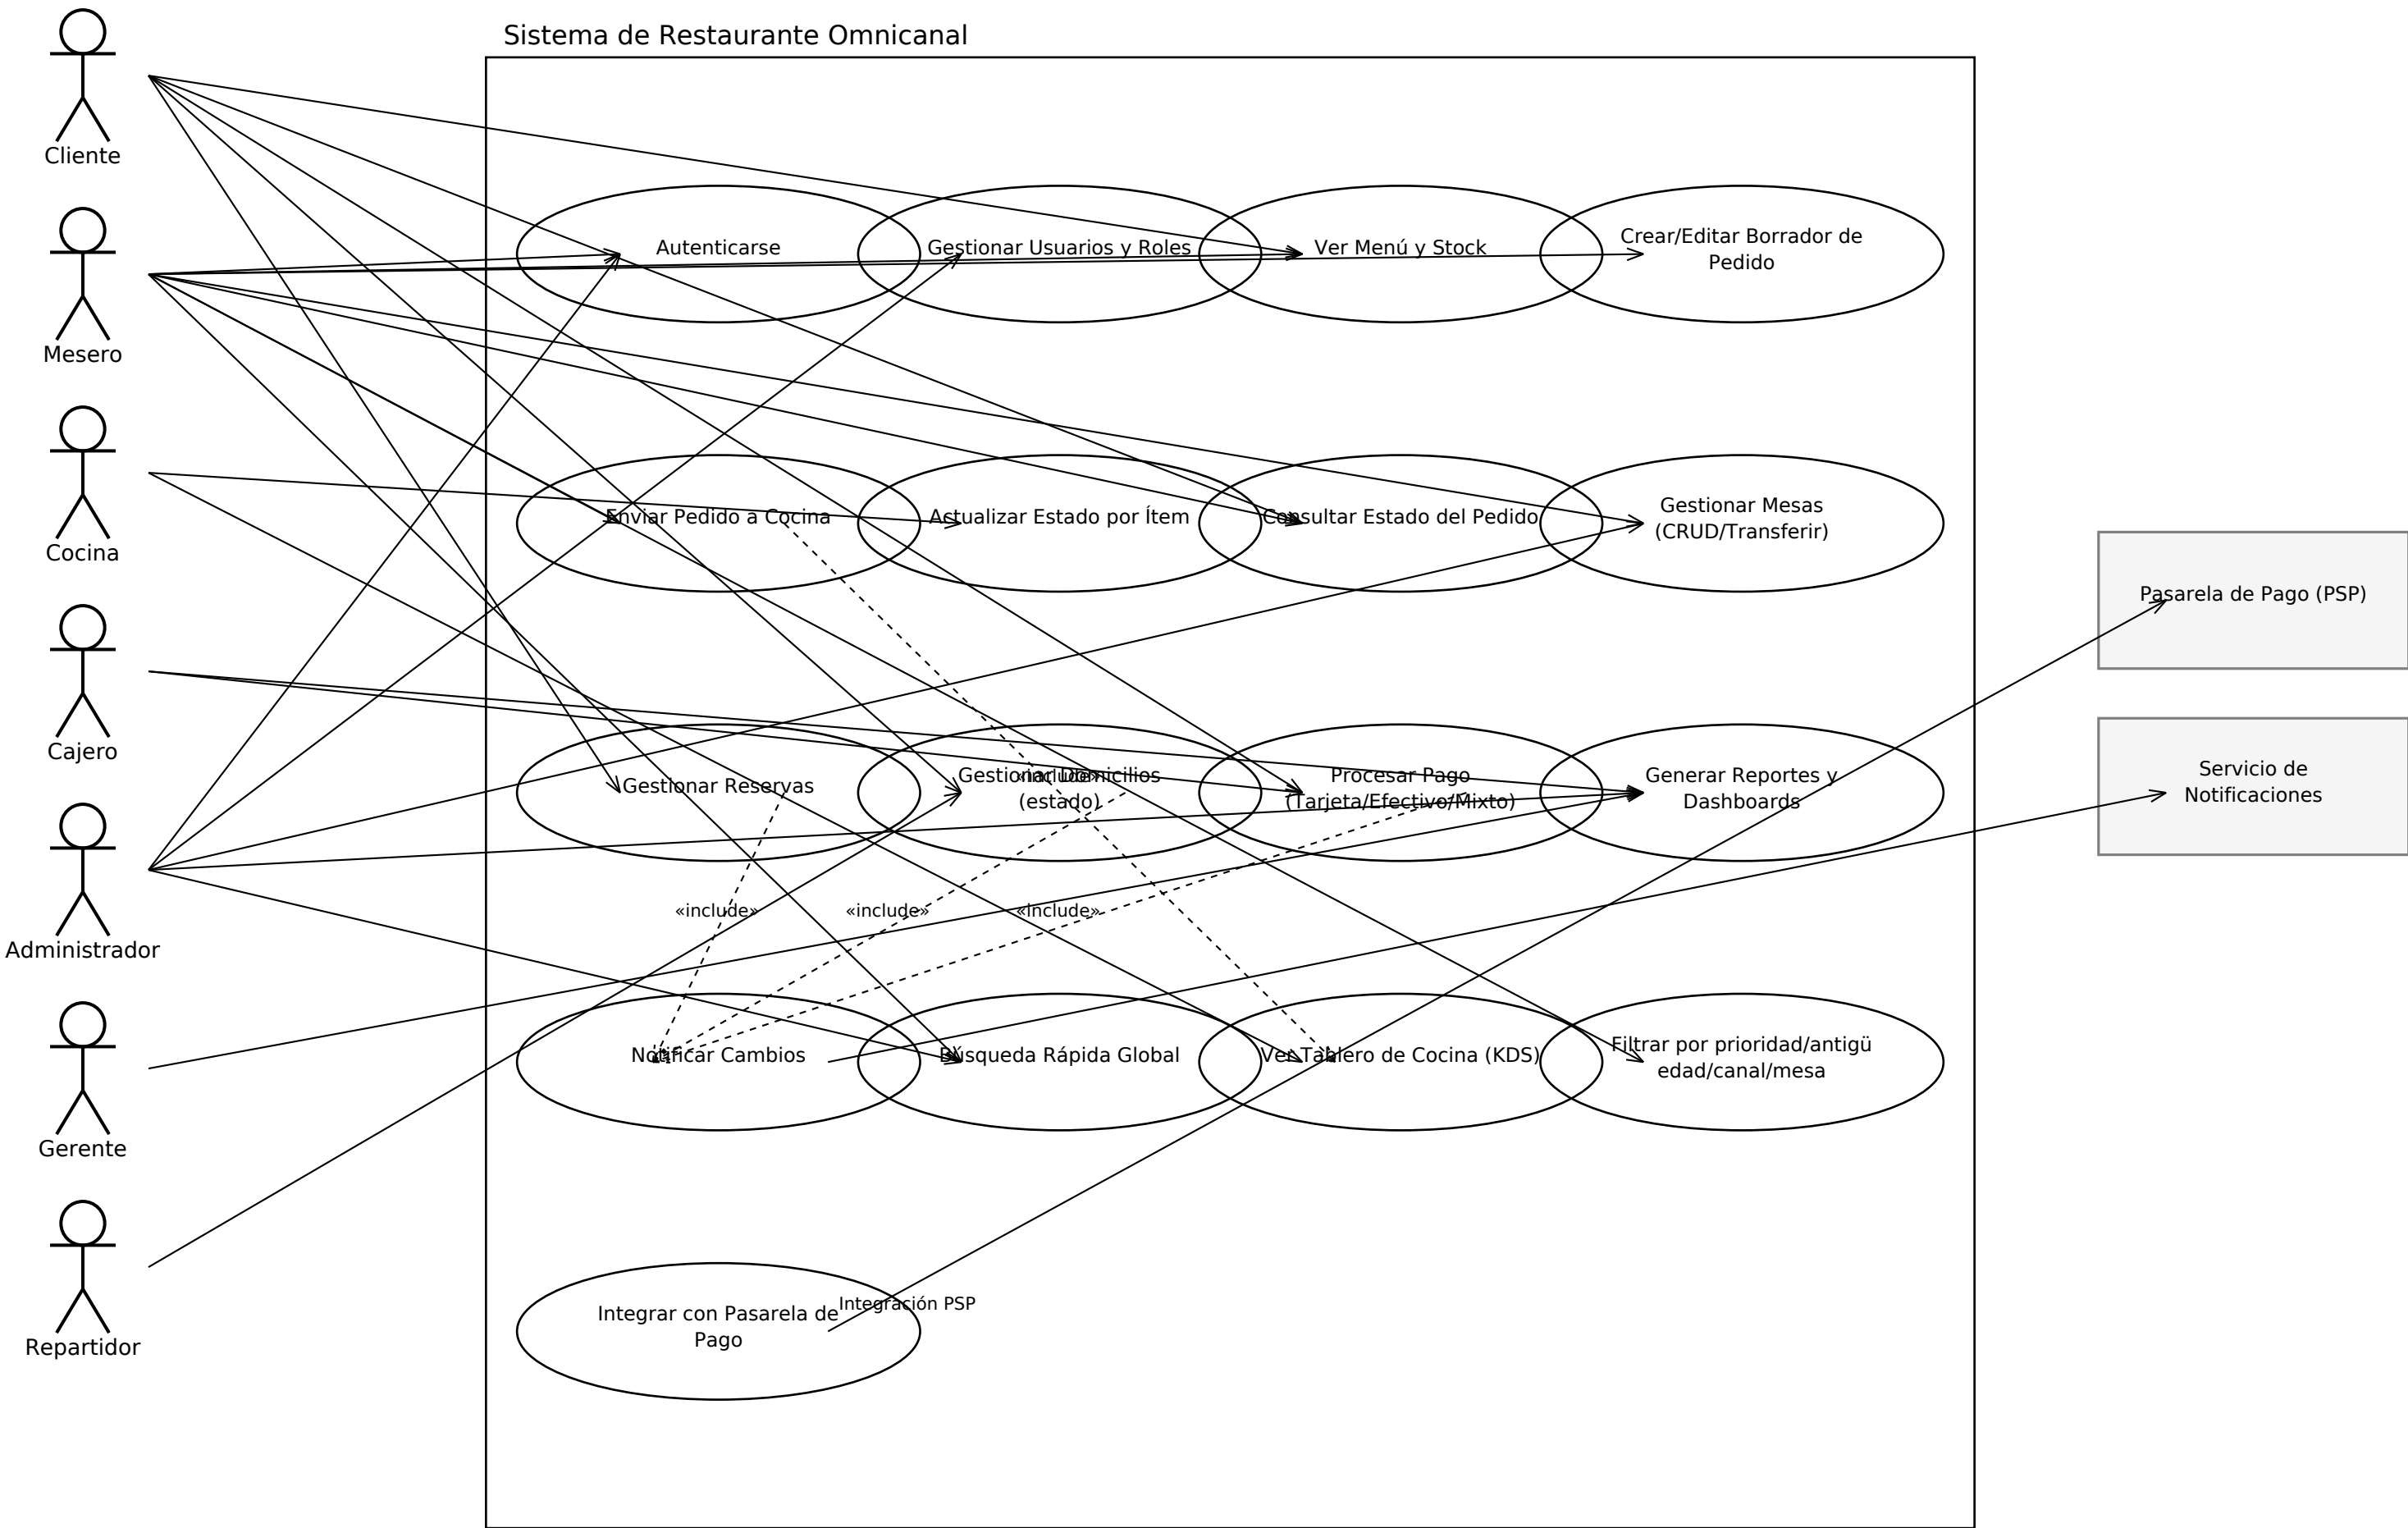 Sistema de Restaurante Omnicanal
Cliente
Mesero
Cocina
Cajero
Administrador
Gerente
Repartidor
Autenticarse
Gestionar Usuarios y Roles
Ver Menú y Stock
Crear/Editar Borrador de
Pedido
Enviar Pedido a Cocina
Actualizar Estado por Ítem
Consultar Estado del Pedido
Gestionar Mesas
(CRUD/Transferir)
Gestionar Reservas
Gestionar Domicilios
(estado)
«include»
Procesar Pago
(Tarjeta/Efectivo/Mixto)
Generar Reportes y
Dashboards
«include»
«include»
«include»
Notificar Cambios
Búsqueda Rápida Global
Ver Tablero de Cocina (KDS)
Filtrar por prioridad/antigü
edad/canal/mesa
Integrar con Pasarela de
Pago
Integración PSP
Pasarela de Pago (PSP)
Servicio de
Notificaciones